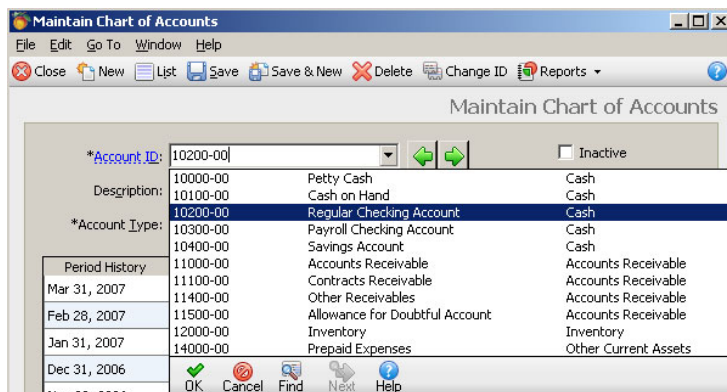 Maintain Chart of Accounts
File Edit Go To Window Help
Close New List Save Save & New Delete Change ID Reports
Maintain Chart of Accounts
*Account ID: 10200-00 Inactive
Description:
*Account Type:
10000-00 Petty Cash Cash
10100-00 Cash on Hand Cash
10200-00 Regular Checking Account Cash
10300-00 Payroll Checking Account Cash
10400-00 Savings Account Cash
11000-00 Accounts Receivable Accounts Receivable
11100-00 Contracts Receivable Accounts Receivable
11400-00 Other Receivables Accounts Receivable
11500-00 Allowance for Doubtful Account Accounts Receivable
12000-00 Inventory Inventory
14000-00 Prepaid Expenses Other Current Assets
Period History
Mar 31, 2007
Feb 28, 2007
Jan 31, 2007
Dec 31, 2006
OK Cancel Find Next Help